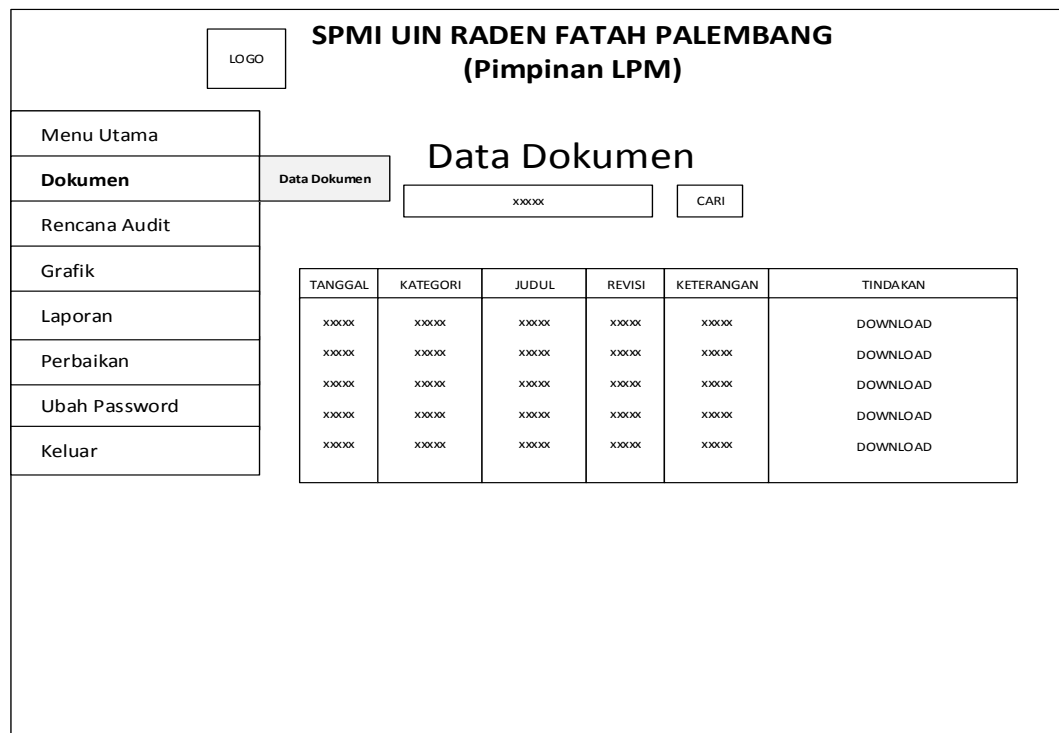 LOGO
SPMI UIN RADEN FATAH PALEMBANG
(Pimpinan LPM)
Menu Utama
Dokumen
Data Dokumen
Rencana Audit
Grafik
Laporan
Perbaikan
Ubah Password
Keluar
Data Dokumen
xxxxx
CARI
TANGGAL KATEGORI JUDUL REVISI KETERANGAN TINDAKAN
xxxxx xxxxx xxxxx xxxxx xxxxx DOWNLOAD
xxxxx xxxxx xxxxx xxxxx xxxxx DOWNLOAD
xxxxx xxxxx xxxxx xxxxx xxxxx DOWNLOAD
xxxxx xxxxx xxxxx xxxxx xxxxx DOWNLOAD
xxxxx xxxxx xxxxx xxxxx xxxxx DOWNLOAD